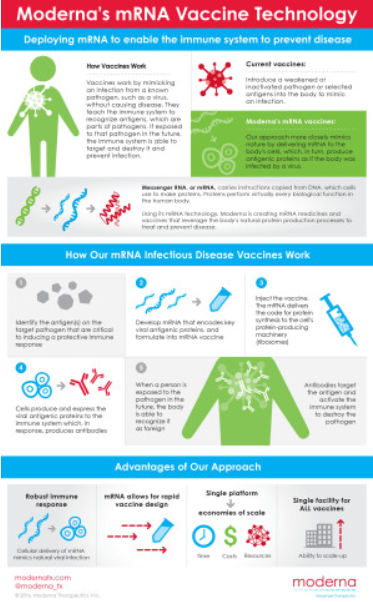 Moderna's mRNA Vaccine Technology
Deploying mRNA to enable the immune system to prevent disease
How Vaccines Work
Vaccines work by mimicking
an infection from a known
pathogen, such as a virus,
without causing disease. They
teach the immune system to
recognize antigens, which are
parts of pathogens. If exposed
to that pathogen in the future,
the immune system is able to
target and destroy it and
prevent infection.
Current vaccines:
Introduce a weakened or
inactivated pathogen or selected
antigens into the body to mimic
an infection.
Moderna's mRNA vaccines:
Our approach more closely mimics
nature by delivering mRNA to the
body's cells, which, in turn, produce
antigenic proteins as if the body was
infected by a virus.
Messenger RNA, or mRNA, carries instructions copied from DNA, which cells
use to make proteins. Proteins perform virtually every biological function in
the human body.
Using its mRNA technology, Moderna is creating mRNA medicines and
vaccines that leverage the body's natural protein production processes to
treat and prevent disease.
How Our mRNA Infectious Disease Vaccines Work
1
Identify the antigen(s) on the
target pathogen that are critical
to inducing a protective immune
response
2
Develop mRNA that encodes key
viral antigenic proteins, and
formulate into mRNA vaccine
3
Inject the vaccine.
The mRNA delivers
the code for protein
synthesis to the cell's
protein-producing
machinery
(ribosomes)
4
Cells produce and express the
viral antigenic proteins to the
immune system which, in
response, produces antibodies
5
When a person is
exposed to the
pathogen in the
future, the body
is able to
recognize it
as foreign
Antibodies target
the antigen and
activate the
immune system
to destroy the
pathogen
Advantages of Our Approach
Robust immune
response
Cellular delivery of mRNA
mimics natural viral infection
mRNA allows for rapid
vaccine design
Single platform
economies of scale
Time
Costs
Resources
Single facility for
ALL vaccines
Ability to scale-up
modernatx.com
@moderna_tx
©2016, Moderna Therapeutics, Inc.
moderna